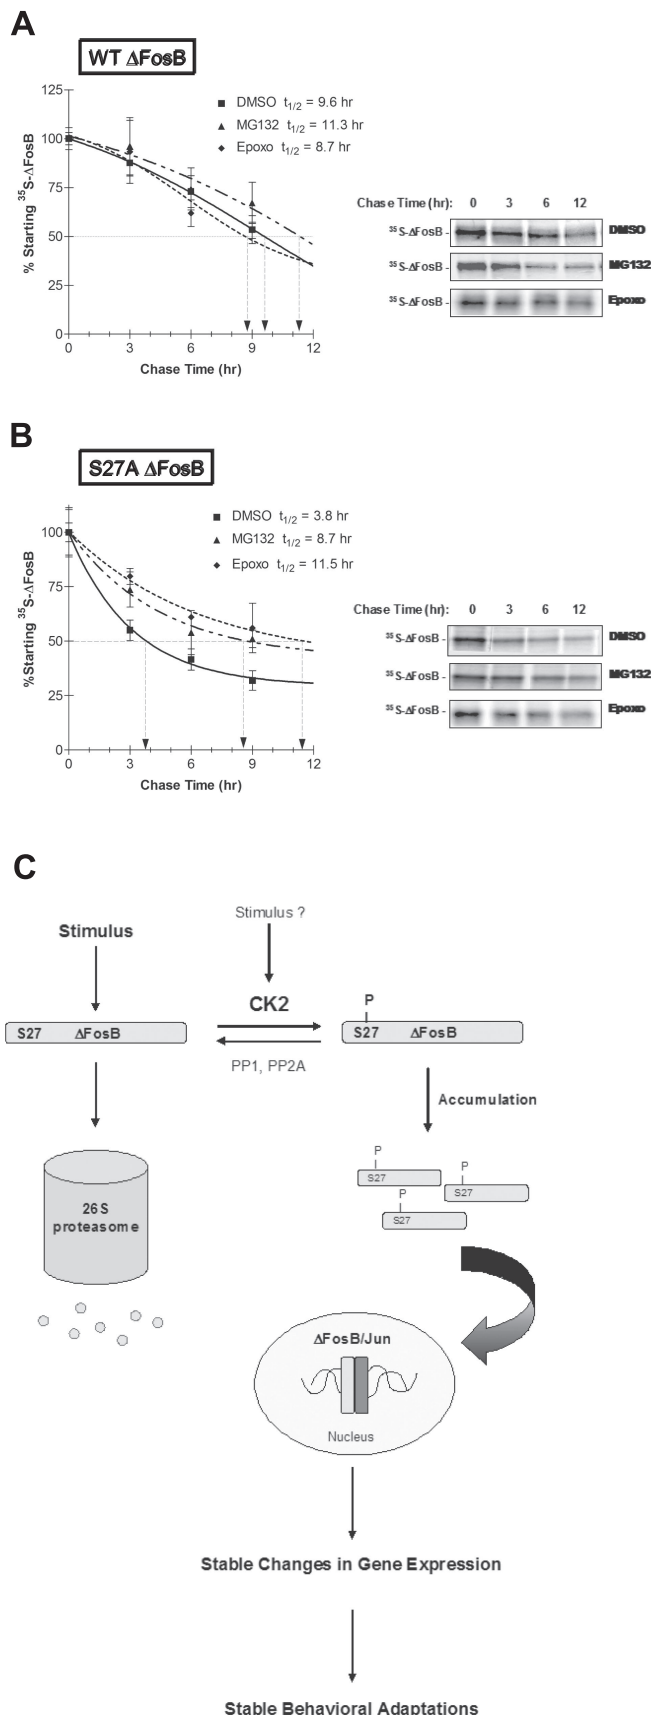 A
WT ΔFosB
DMSO t1/2 = 9.6 hr
MG132 t1/2 = 11.3 hr
Epoxo t1/2 = 8.7 hr
% Starting 35S-ΔFosB
125
100
75
50
25
0
0 3 6 9 12
Chase Time (hr)
Chase Time (hr): 0 3 6 12
35S-ΔFosB - DMSO
35S-ΔFosB - MG132
35S-ΔFosB - Epoxo
B
S27A ΔFosB
DMSO t1/2 = 3.8 hr
MG132 t1/2 = 8.7 hr
Epoxo t1/2 = 11.5 hr
%Starting 35S-ΔFosB
100
75
50
25
0
0 3 6 9 12
Chase Time (hr)
Chase Time (hr): 0 3 6 12
35S-ΔFosB - DMSO
35S-ΔFosB - MG132
35S-ΔFosB - Epoxo
C
Stimulus
Stimulus ?
CK2
P
S27 ΔFosB
S27 ΔFosB
PP1, PP2A
Accumulation
26S
proteasome
P
S27
P
S27
P
S27
ΔFosB/Jun
Nucleus
Stable Changes in Gene Expression
Stable Behavioral Adaptations